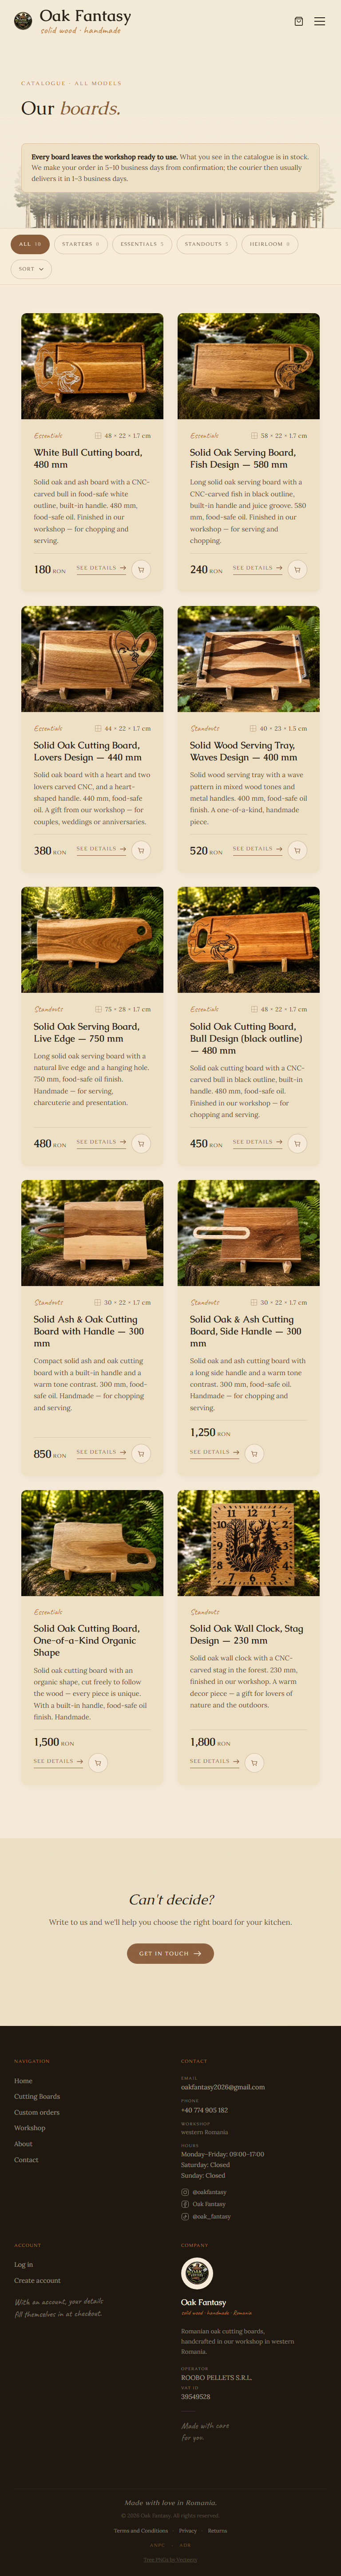 Oak Fantasy
solid wood · handmade
CATALOGUE · ALL MODELS
Our boards.
Every board leaves the workshop ready to use. What you see in the catalogue is in stock.
We make your model in 5–10 business days from confirmation; the courier then usually
delivers it in 1–3 business days.
ALL 10
STARTERS 0
ESSENTIALS 5
STANDOUTS 5
HEIRLOOM 0
SORT
Essentials 48 × 22 × 1.7 cm
White Bull Cutting board,
480 mm
Solid oak and ash board with a CNC-
carved bull in food-safe white
outline, built-in handle. 480 mm,
food-safe oil. Finished in our
workshop — for chopping and
serving.
180 RON SEE DETAILS
Essentials 58 × 22 × 1.7 cm
Solid Oak Serving Board,
Fish Design — 580 mm
Long solid oak serving board with a
CNC-carved fish in black outline,
built-in handle and juice groove. 580
mm, food-safe oil. Finished in our
workshop — for serving and
chopping.
240 RON SEE DETAILS
Essentials 44 × 22 × 1.7 cm
Solid Oak Cutting Board,
Lovers Design — 440 mm
Solid oak board with a heart and two
lovers carved CNC, and a heart-
shaped handle. 440 mm, food-safe
oil. A gift from our workshop — for
couples, weddings or anniversaries.
380 RON SEE DETAILS
Standouts 40 × 23 × 1.5 cm
Solid Wood Serving Tray,
Waves Design — 400 mm
Solid wood serving tray with a wave
pattern in mixed wood tones and
metal handles. 400 mm, food-safe oil
finish. A one-of-a-kind, handmade
piece.
520 RON SEE DETAILS
Standouts 75 × 28 × 1.7 cm
Solid Oak Serving Board,
Live Edge — 750 mm
Long solid oak serving board with a
natural live edge and a hanging hole.
750 mm, food-safe oil finish.
Handmade — for serving,
charcuterie and presentation.
480 RON SEE DETAILS
Essentials 48 × 22 × 1.7 cm
Solid Oak Cutting Board,
Bull Design (black outline)
— 480 mm
Solid oak cutting board with a CNC-
carved bull in black outline, built-in
handle. 480 mm, food-safe oil.
Finished in our workshop — for
chopping and serving.
450 RON SEE DETAILS
Standouts 30 × 22 × 1.7 cm
Solid Ash & Oak Cutting
Board with Handle — 300
mm
Compact solid ash and oak cutting
board with a built-in handle and a
warm tone contrast. 300 mm, food-
safe oil finish. Handmade — for
chopping and serving.
850 RON SEE DETAILS
Standouts 30 × 22 × 1.7 cm
Solid Oak & Ash Cutting
Board, Side Handle — 300
mm
Solid oak and ash cutting board with
a long side handle and a warm tone
contrast. 300 mm, food-safe oil.
Handmade — for chopping and
serving.
1,250 RON
SEE DETAILS
Essentials
Solid Oak Cutting Board,
One-of-a-Kind Organic
Shape
Solid oak cutting board with an
organic shape, cut freely to follow
the wood — every piece is unique.
With a built-in handle, food-safe oil
finish. Handmade.
1,500 RON
SEE DETAILS
Standouts
Solid Oak Wall Clock, Stag
Design — 230 mm
Solid oak wall clock with a CNC-
carved stag in the forest. 230 mm,
finished in our workshop. A warm
decor piece — a gift for lovers of
nature and the outdoors.
1,800 RON
SEE DETAILS
Can't decide?
Write to us and we'll help you choose the right board for your kitchen.
GET IN TOUCH
NAVIGATION
Home
Cutting Boards
Custom orders
Workshop
About
Contact
CONTACT
EMAIL
oakfantasy2026@gmail.com
PHONE
+40 774 905 182
WORKSHOP
western Romania
HOURS
Monday–Friday: 09:00–17:00
Saturday: Closed
Sunday: Closed
@oakfantasy
Oak Fantasy
@oak_fantasy
ACCOUNT
Log in
Create account
With an account, your details
fill themselves in at checkout.
COMPANY
Oak Fantasy
solid wood · handmade · Romania
Romanian oak cutting boards,
handcrafted in our workshop in western
Romania.
OPERATOR
ROOBO PELLETS S.R.L.
VAT ID
39549528
Made with care
for you.
Made with love in Romania.
© 2026 Oak Fantasy. All rights reserved.
Terms and Conditions Privacy Returns
ANPC · ADR